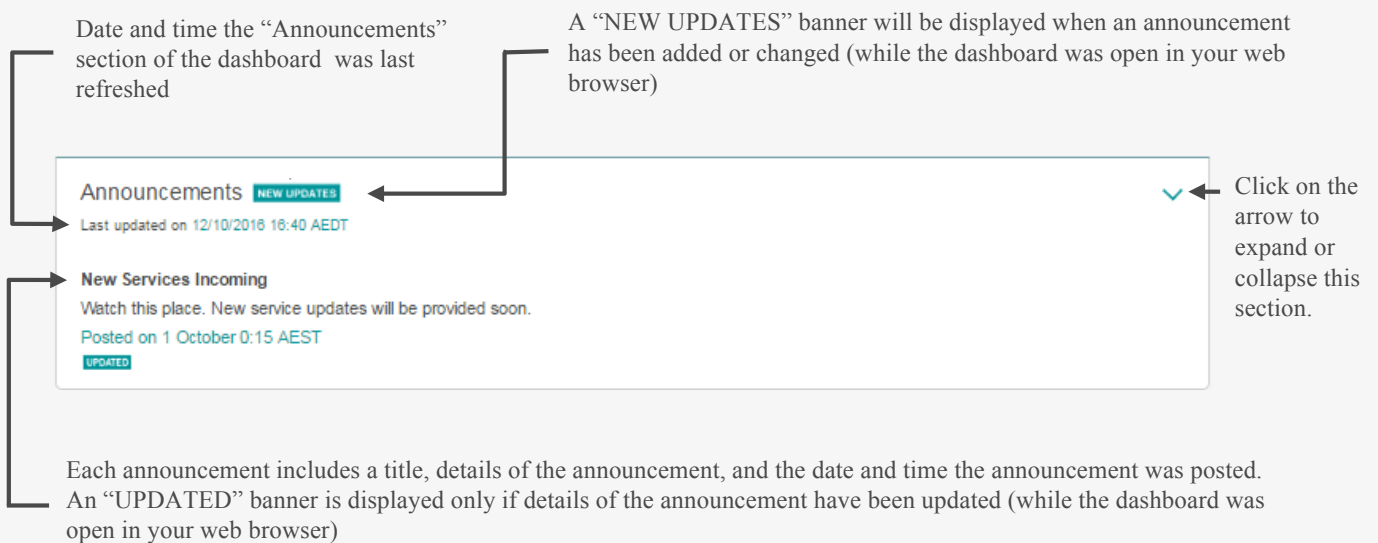 Date and time the “Announcements”
section of the dashboard was last
refreshed
A “NEW UPDATES” banner will be displayed when an announcement
has been added or changed (while the dashboard was open in your web
browser)
Announcements NEW UPDATES
Last updated on 12/10/2016 16:40 AEDT
New Services Incoming
Watch this place. New service updates will be provided soon.
Posted on 1 October 0:15 AEST
UPDATED
Click on the
arrow to
expand or
collapse this
section.
Each announcement includes a title, details of the announcement, and the date and time the announcement was posted.
An “UPDATED” banner is displayed only if details of the announcement have been updated (while the dashboard was
open in your web browser)